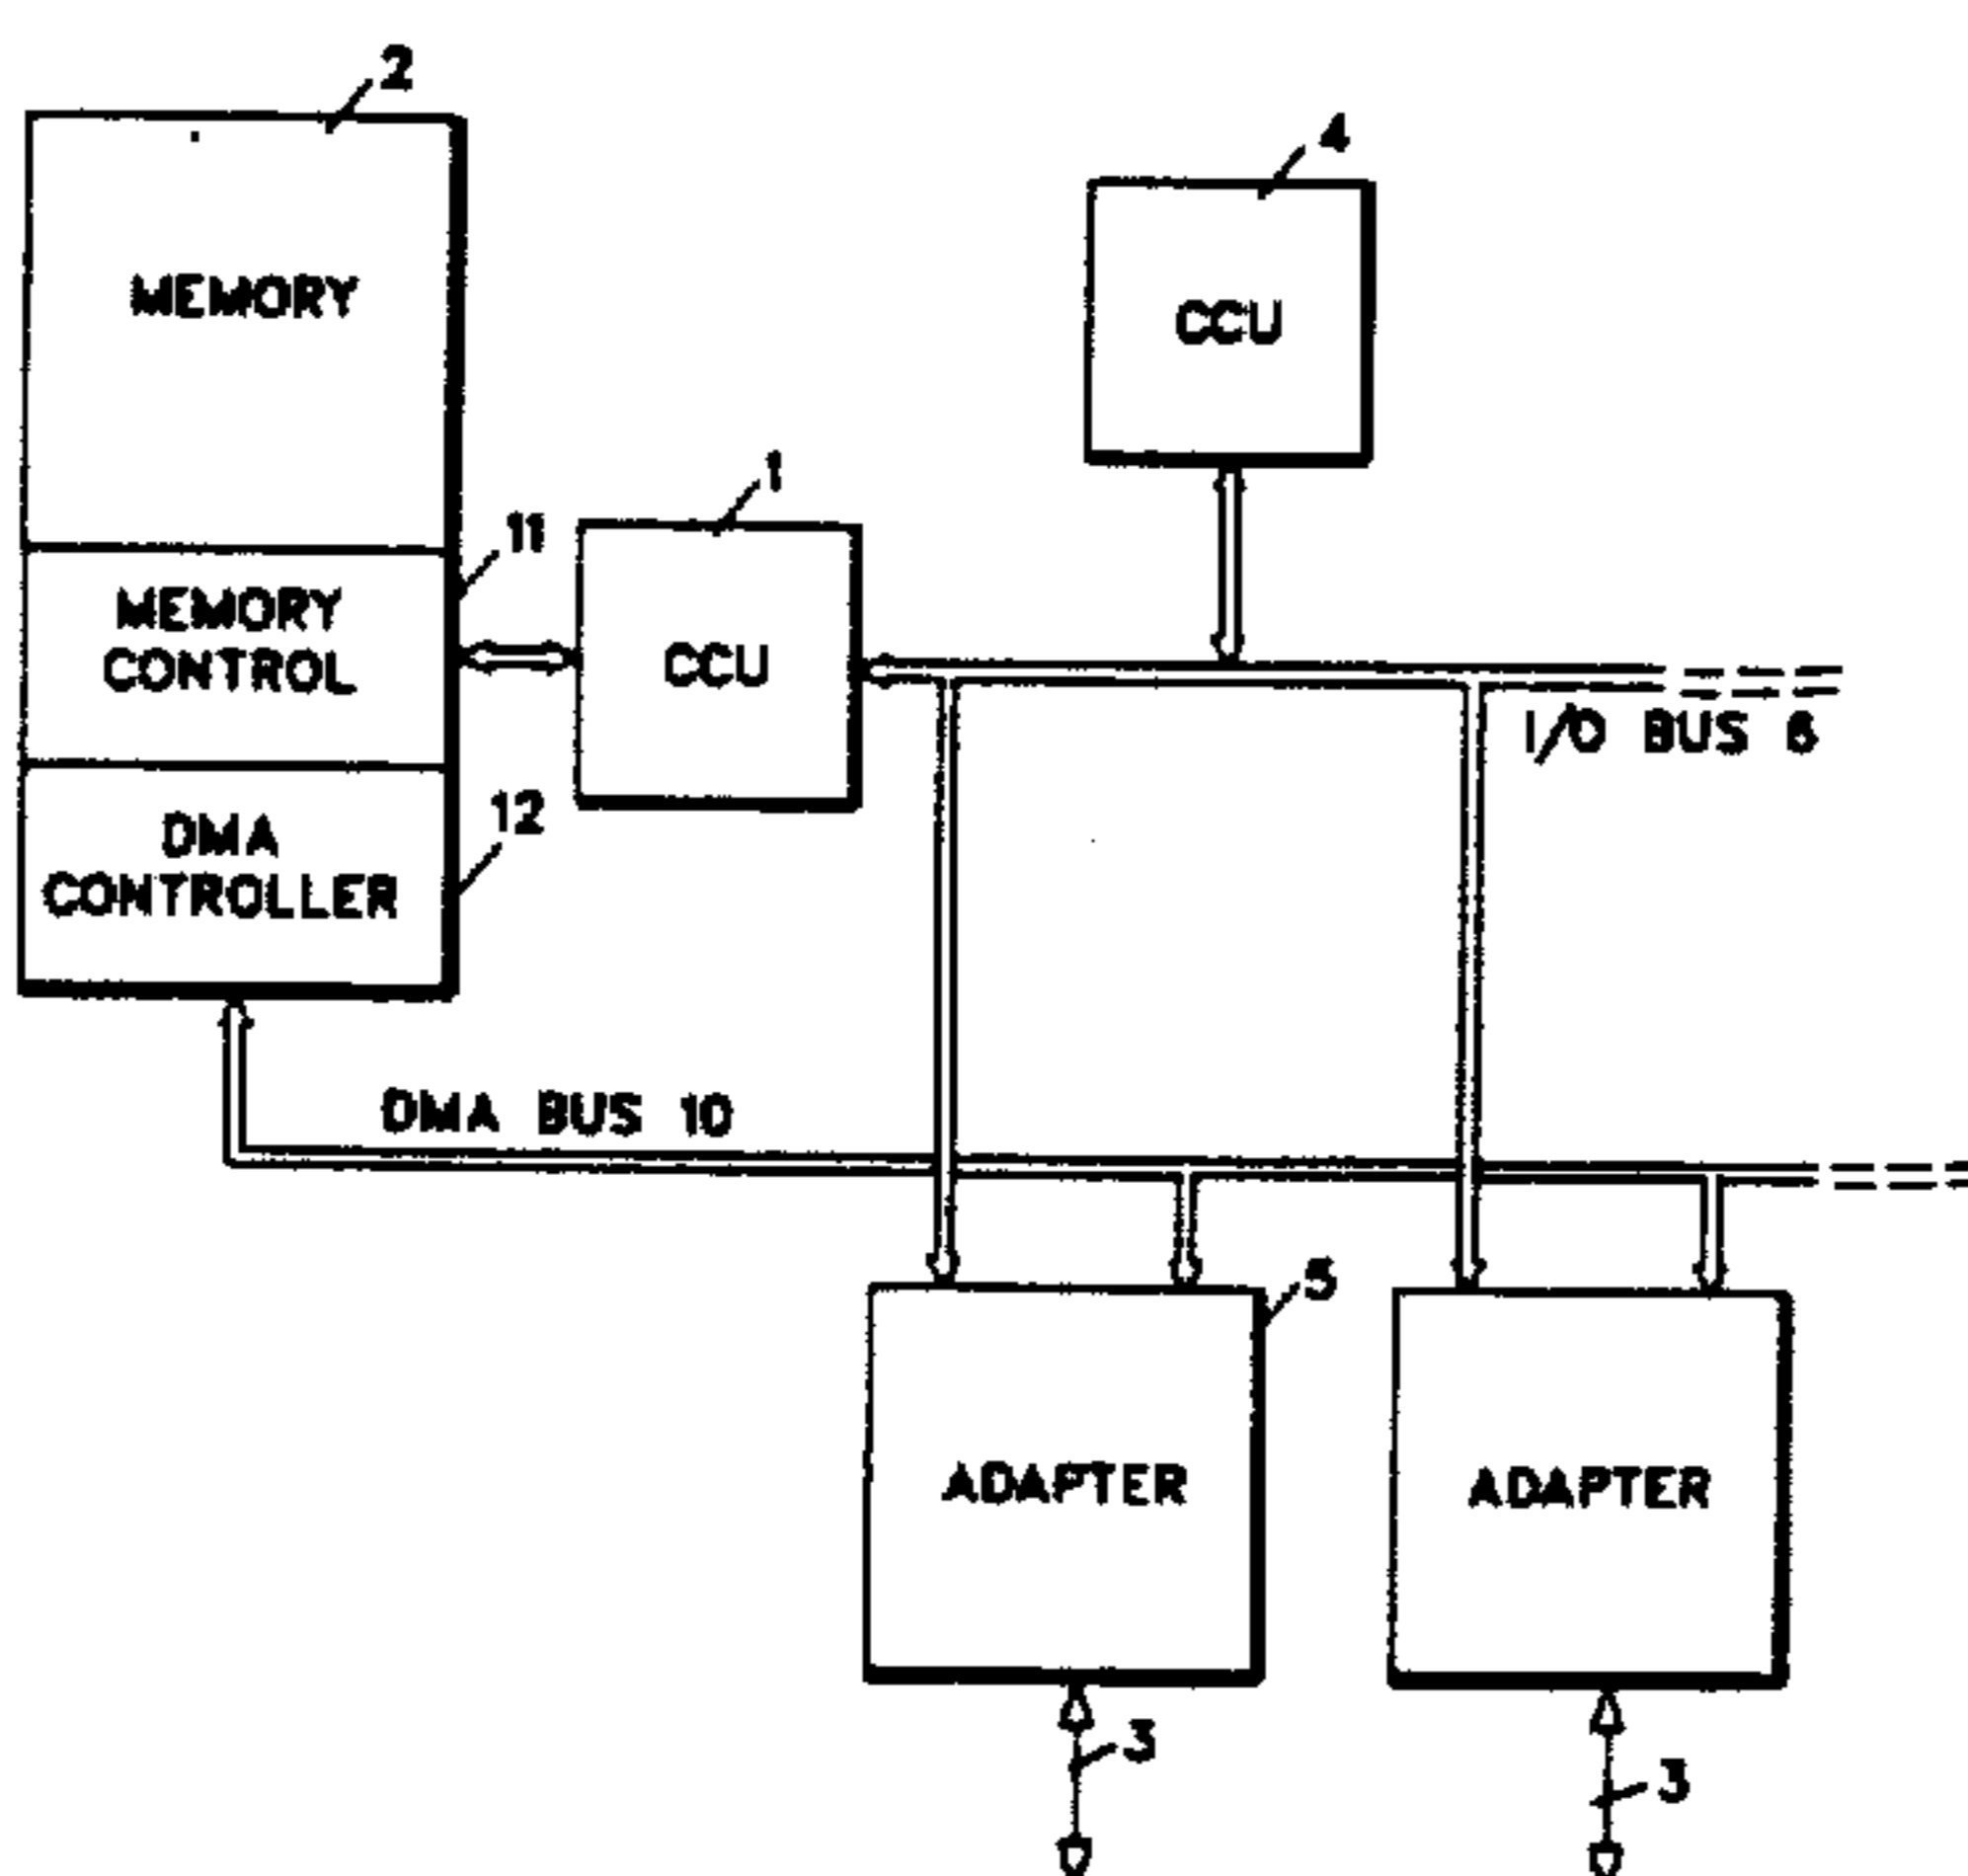 2
4
MEMORY
CCU
1
11
MEMORY
CONTROL
CCU
I/O BUS 6
12
DMA
CONTROLLER
DMA BUS 10
5
ADAPTER
ADAPTER
3
3